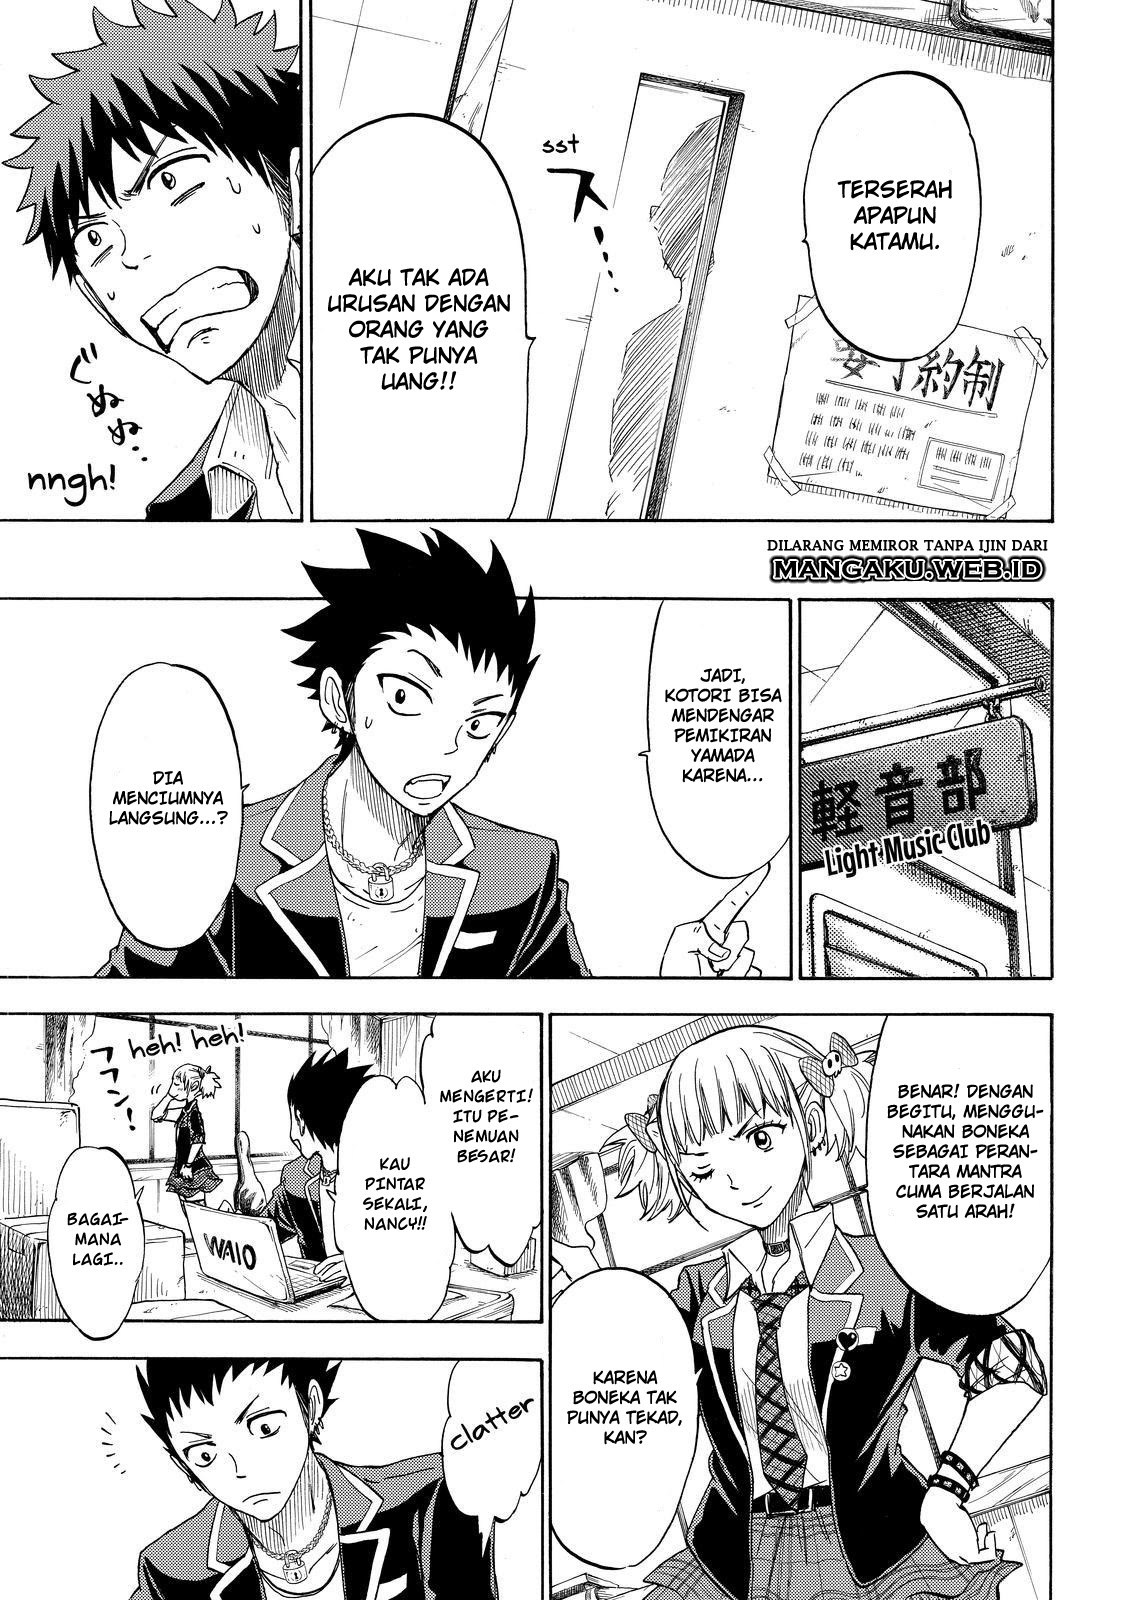 TERSERAH
APAPUN
KATAMU.
約制
sst
ス
AKU TAK ADA
URUSAN DENGAN
ORANG YANG
TAK PUNYA
UANG!!
ぐぬぬ..
nngh!
DILARANG MEMIROR TANPA IJIN DARI
MANGAKU.WEB.ID
軽音部
Light Music Club
JADI,
KOTORI BISA
MENDENGAR
PEMIKIRAN
YAMADA
KARENA...
DIA
MENCIUMNYA
LANGSUNG...?
BENAR! DENGAN
BEGITU, MENGGU-
NAKAN BONEKA
SEBAGAI PERAN-
TARA MANTRA
CUMA BERJALAN
SATU ARAH!
KARENA
BONEKA TAK
PUNYA TEKAD,
KAN?
AKU
MENGERTI!
ITU PE-
NEMUAN
BESAR!
KAU
PINTAR
SEKALI,
NANCY!!
heh! heh!
フフン!
BAGAI-
MANA
LAGI..
WAIO
clatter